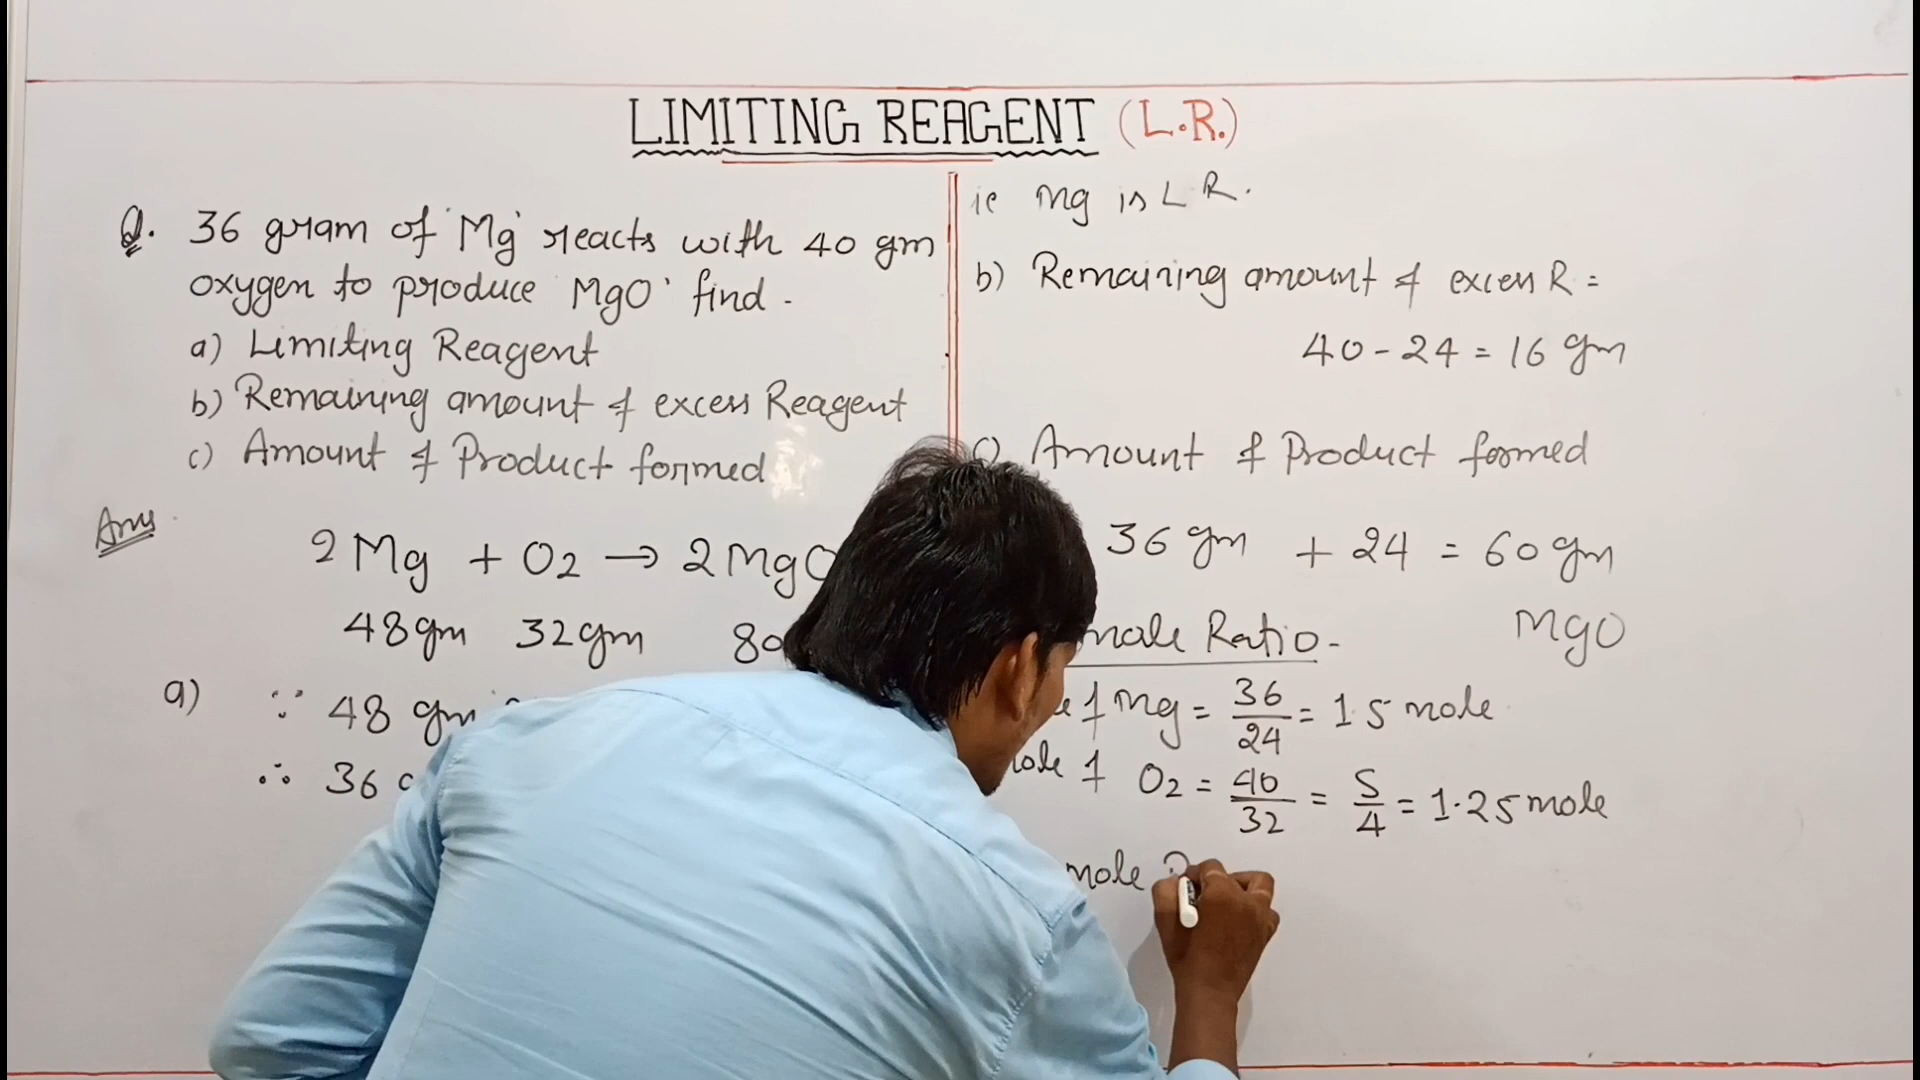 LIMITING REAGENT (L.R.)
Q. 36 gram of 'Mg' reacts with 40 gm
oxygen to produce 'MgO' find -
a) Limiting Reagent
b) Remaining amount of excess Reagent
c) Amount of Product formed
Ans
2Mg + O2 → 2MgO
48gm 32gm 80
a) ∵ 48 gm
∴ 36
ie Mg is L R.
b) Remaining amount of excess R =
40 - 24 = 16 gm
c) Amount of Product formed
36 gm + 24 = 60 gm
MgO
mole Ratio -
of Mg = 36/24 = 1.5 mole
mole of O2 = 40/32 = 5/4 = 1.25 mole
mole